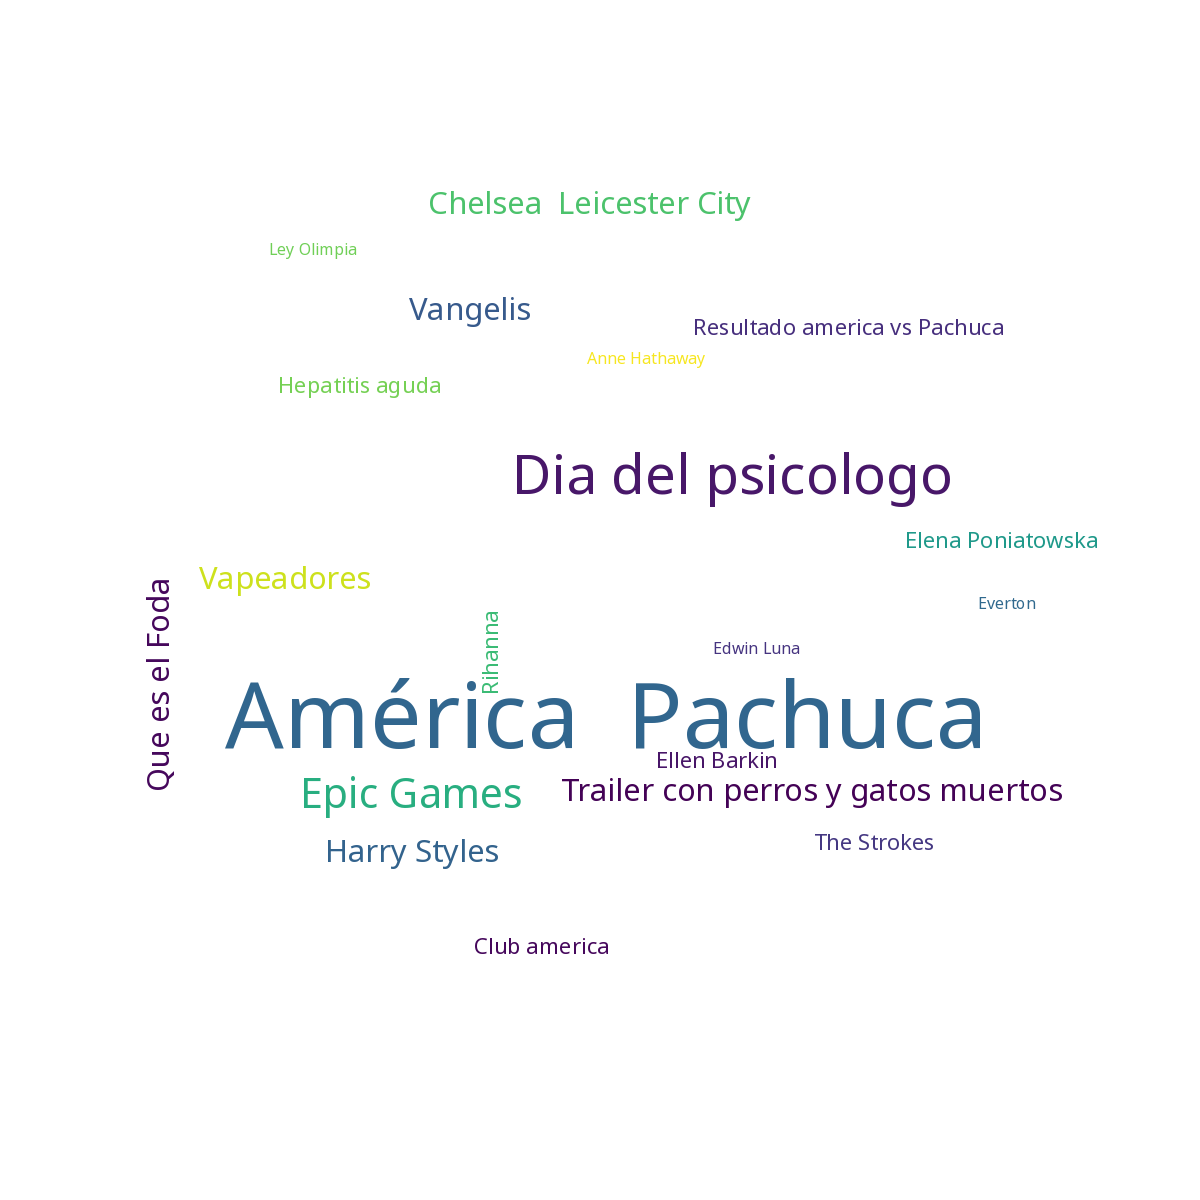 Chelsea  Leicester City
Ley Olimpia
Vangelis
Resultado america vs Pachuca
Anne Hathaway
Hepatitis aguda
Dia del psicologo
Elena Poniatowska
Vapeadores
Que es el Foda
Everton
Rihanna
Edwin Luna
América  Pachuca
Ellen Barkin
Epic Games
Trailer con perros y gatos muertos
Harry Styles
The Strokes
Club america